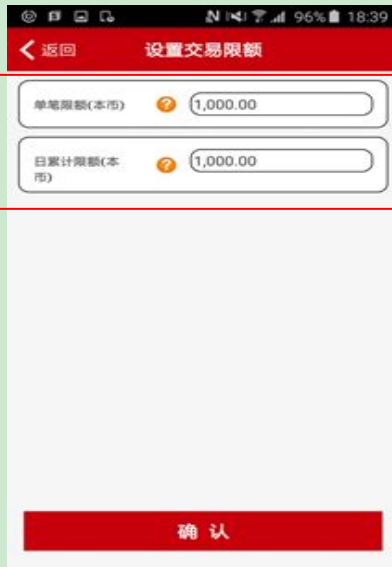 96% 18:39
返回 设置交易限额
单笔限额(本币) ? 1,000.00
日累计限额(本 ? 1,000.00
币)
确认